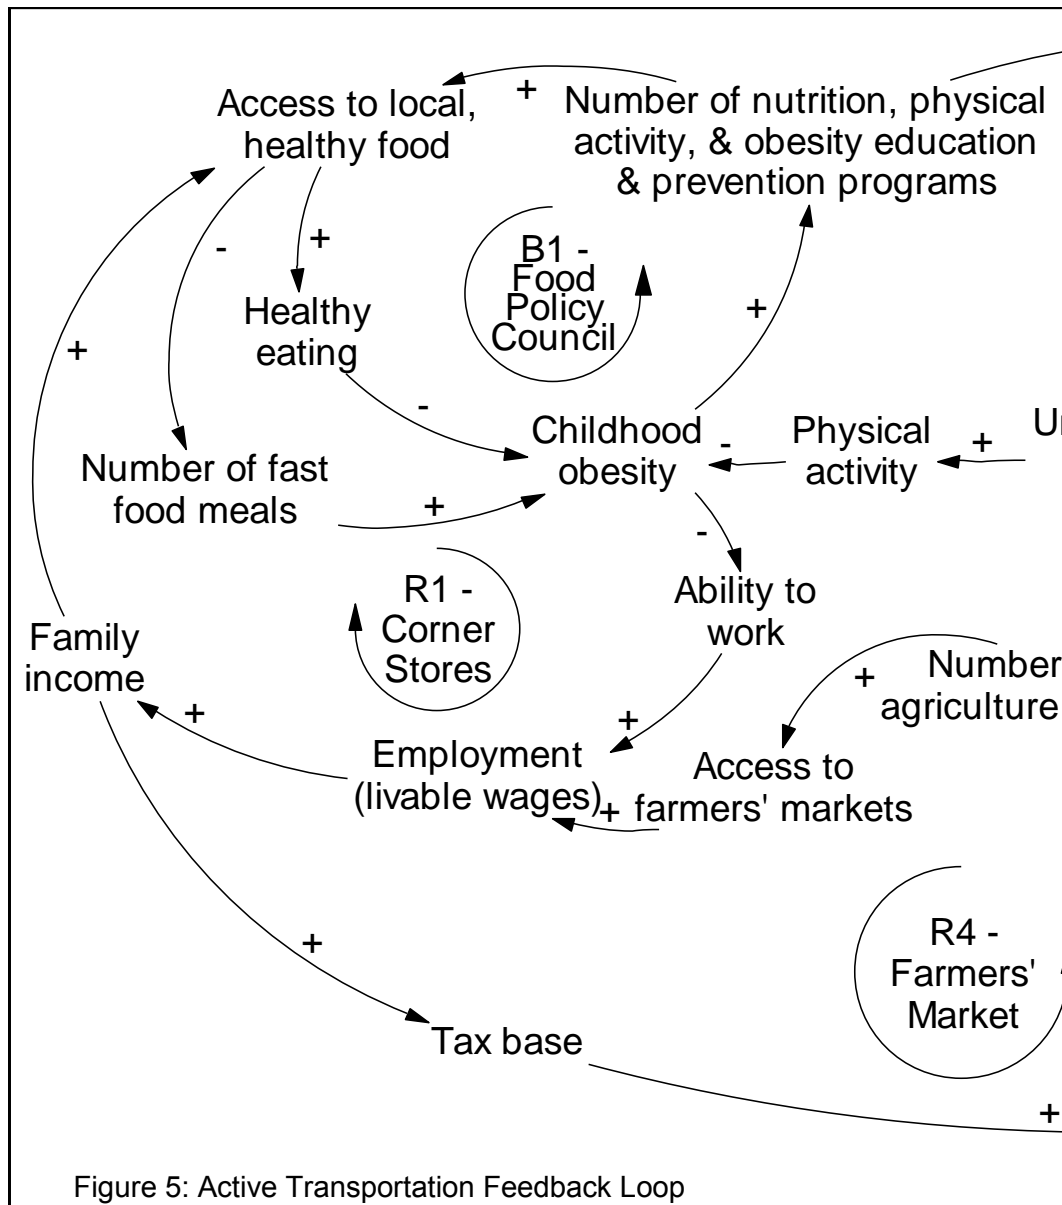 Access to local,
healthy food
+
Number of nutrition, physical
activity, & obesity education
& prevention programs
-
+
B1 -
Food
Policy
Council
+
Healthy
eating
+
-
Childhood
obesity
-
Physical
activity
+
Number of fast
food meals
+
-
R1 -
Corner
Stores
Ability to
work
Family
income
+
Number
agriculture
+
+
Employment
(livable wages)
+
Access to
farmers' markets
+
R4 -
Farmers'
Market
Tax base
+
Figure 5: Active Transportation Feedback Loop